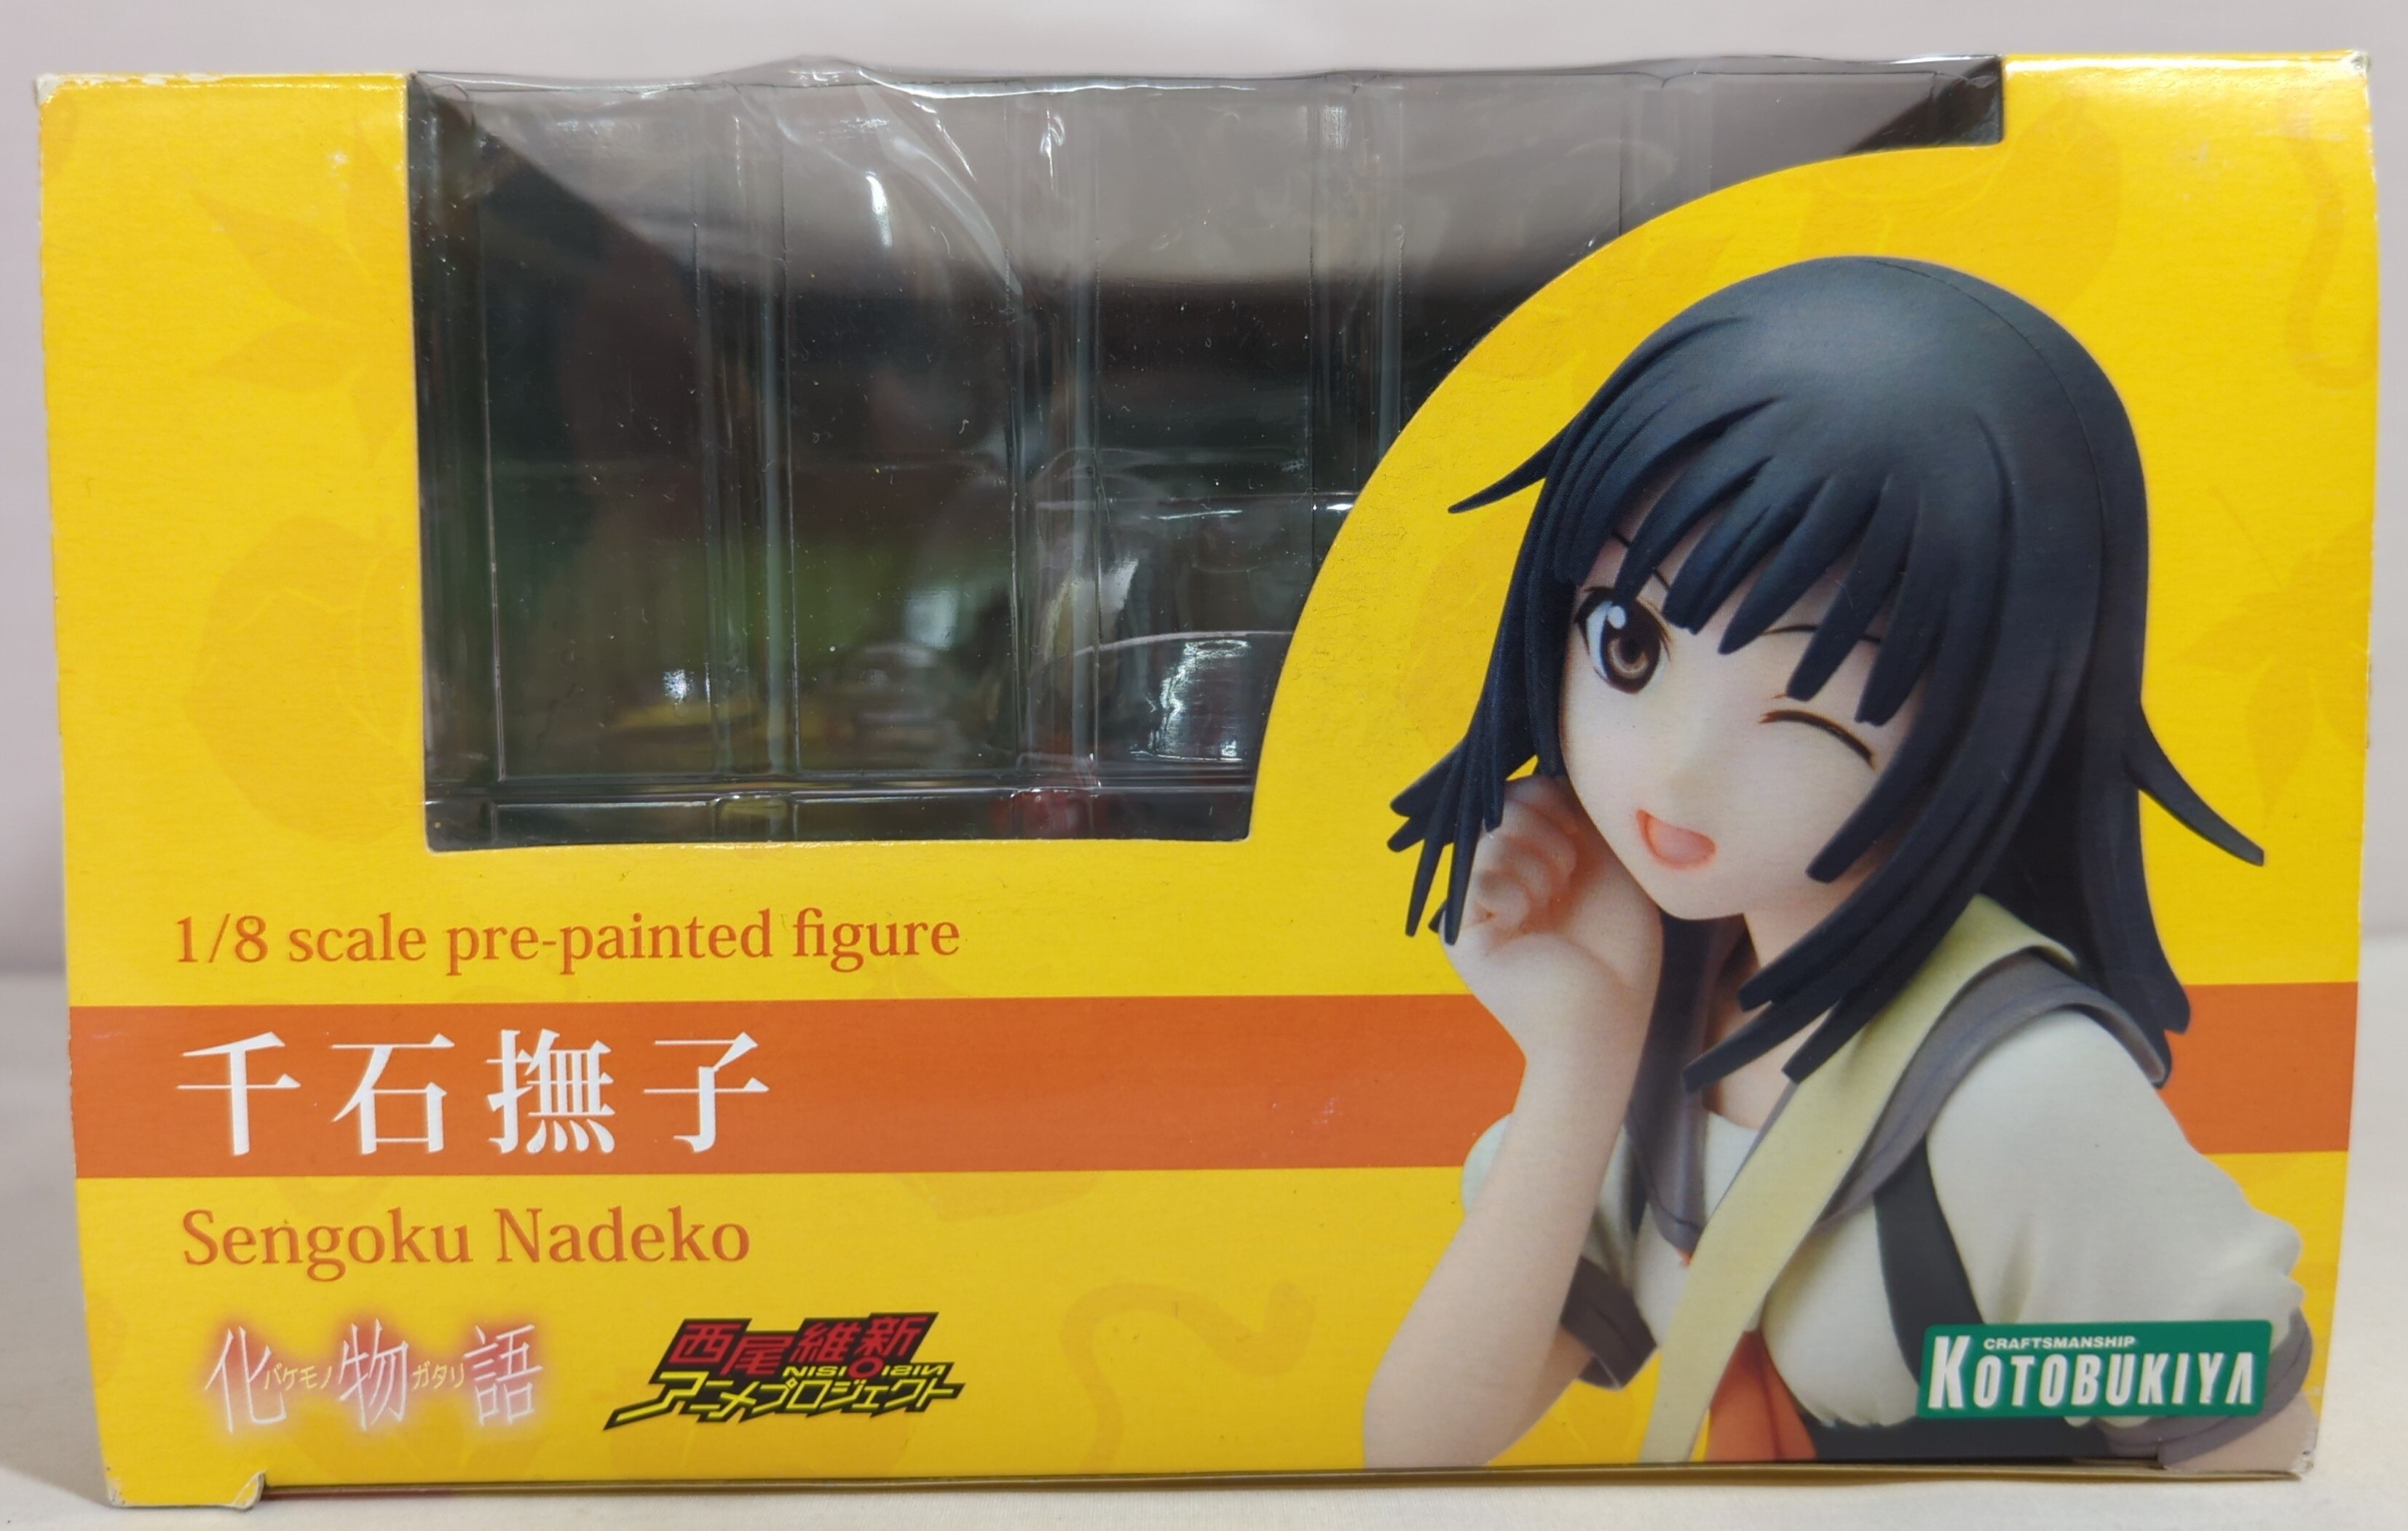 1/8 scale pre-painted figure
千石撫子
Sengoku Nadeko
化物語
バケモノガタリ
西尾維新
NISIOISIN
アニメプロジェクト
CRAFTSMANSHIP
KOTOBUKIYA